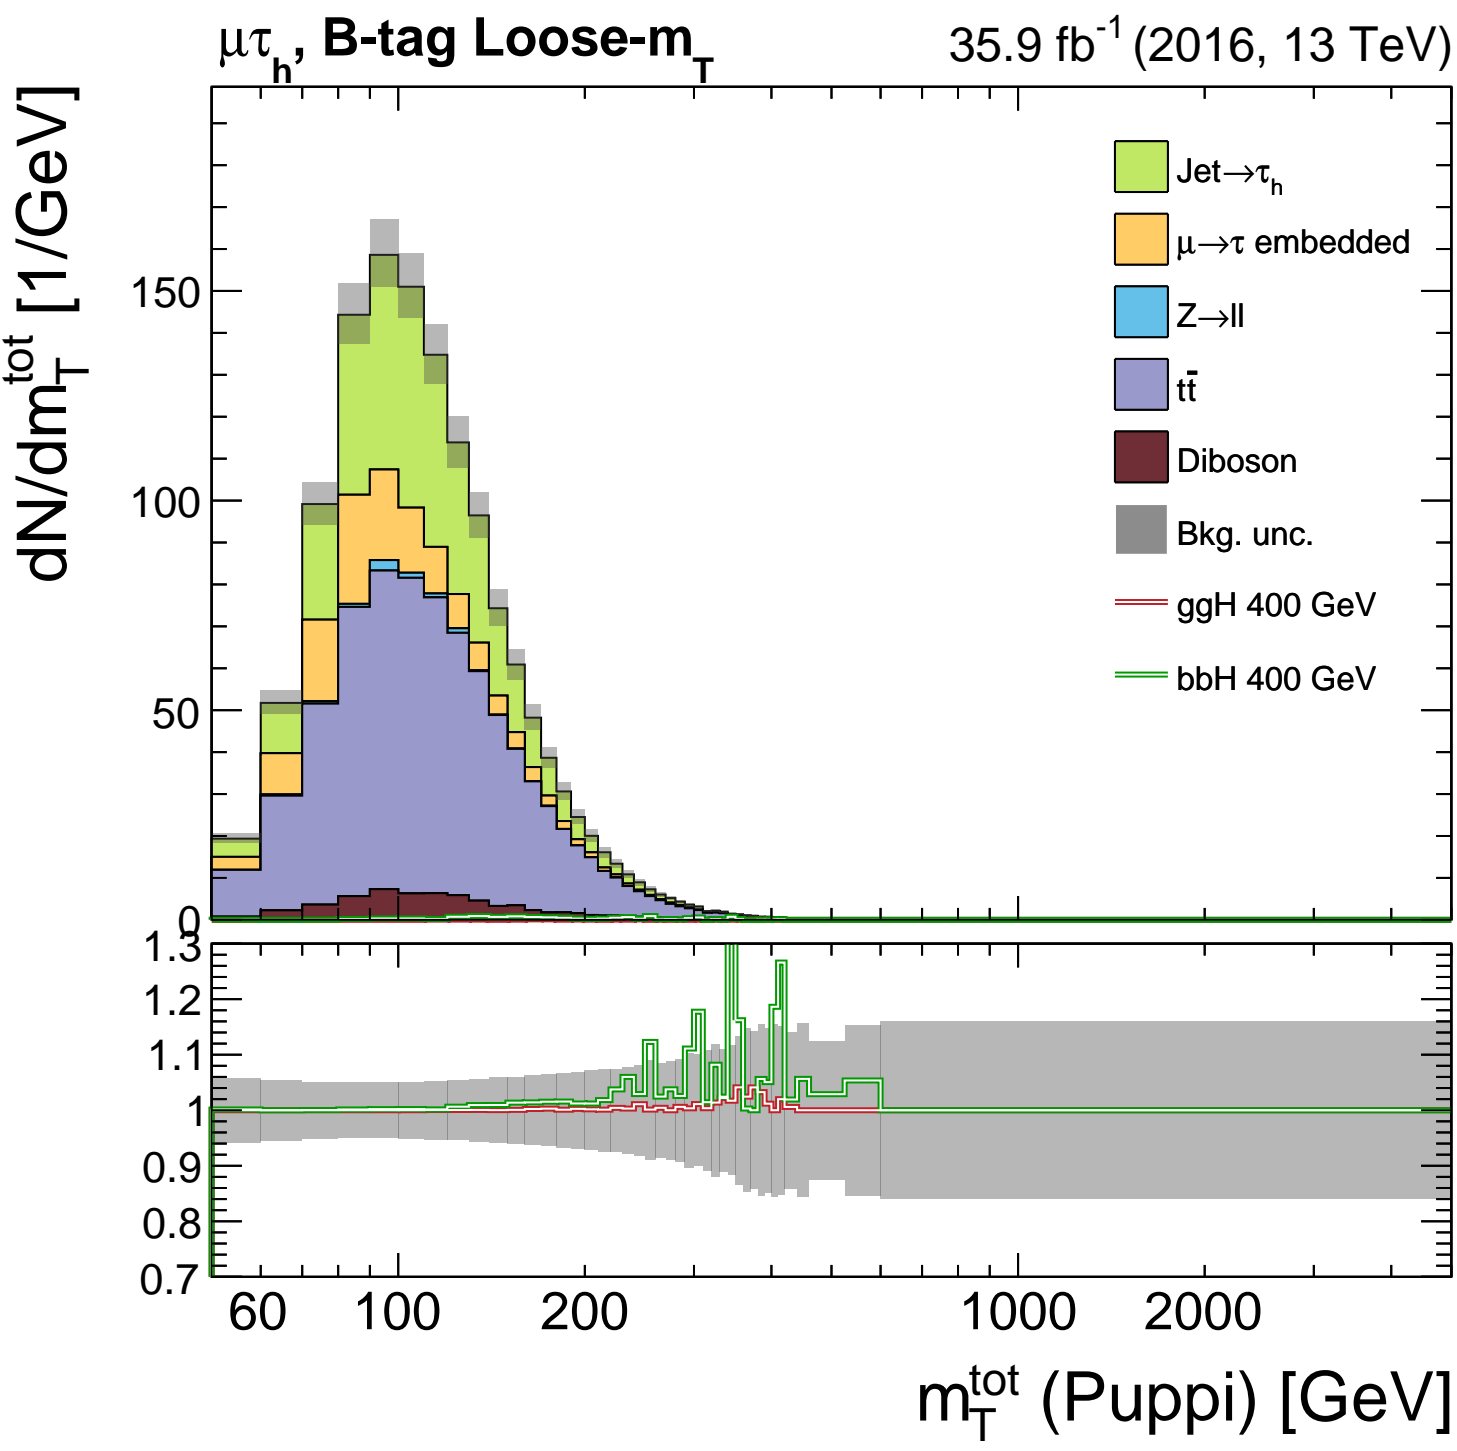 μτh, B-tag Loose-mT
35.9 fb-1 (2016, 13 TeV)
dN/dmTtot [1/GeV]
150
100
50
0
Jet→τh
μ→τ embedded
Z→ll
tt̄
Diboson
Bkg. unc.
ggH 400 GeV
bbH 400 GeV
1.3
1.2
1.1
1
0.9
0.8
0.7
60 100 200 1000 2000
mTtot (Puppi) [GeV]